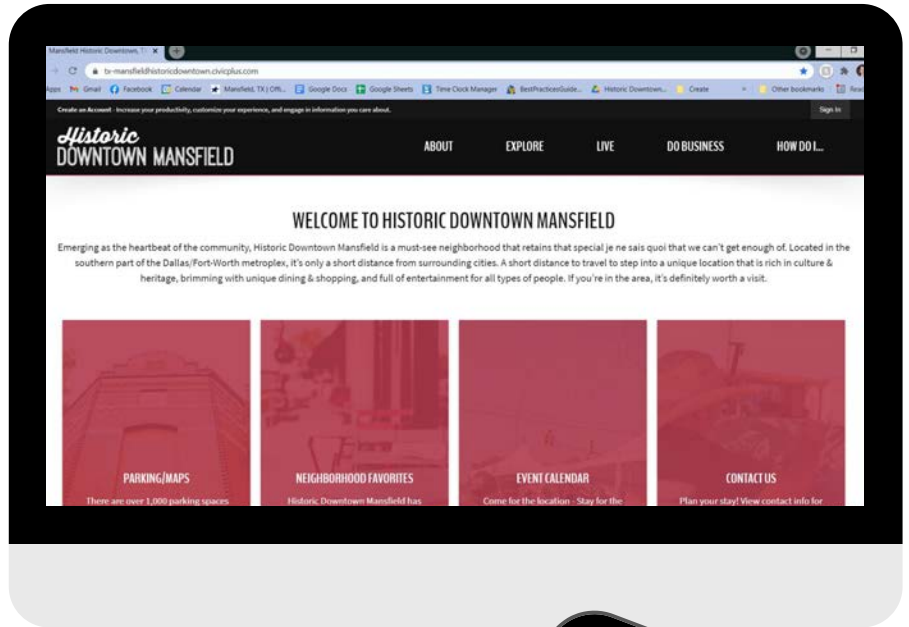 Mansfield Historic Downtown, T
tx-mansfieldhistoricdowntown.civicplus.com
Apps Gmail Facebook Calendar Mansfield, TX | Offi... Google Docs Google Sheets Time Clock Manager BestPracticesGuide... Historic Downtown... Create » Other bookmarks Read
Create an Account - Increase your productivity, customize your experience, and engage in information you care about. Sign In
Historic
DOWNTOWN MANSFIELD
ABOUT EXPLORE LIVE DO BUSINESS HOW DO I...
WELCOME TO HISTORIC DOWNTOWN MANSFIELD
Emerging as the heartbeat of the community, Historic Downtown Mansfield is a must-see neighborhood that retains that special je ne sais quoi that we can't get enough of. Located in the
southern part of the Dallas/Fort-Worth metroplex, it's only a short distance from surrounding cities. A short distance to travel to step into a unique location that is rich in culture &
heritage, brimming with unique dining & shopping, and full of entertainment for all types of people. If you're in the area, it's definitely worth a visit.
PARKING/MAPS
There are over 1,000 parking spaces
NEIGHBORHOOD FAVORITES
Historic Downtown Mansfield has
EVENT CALENDAR
Come for the location - Stay for the
CONTACT US
Plan your stay! View contact info for